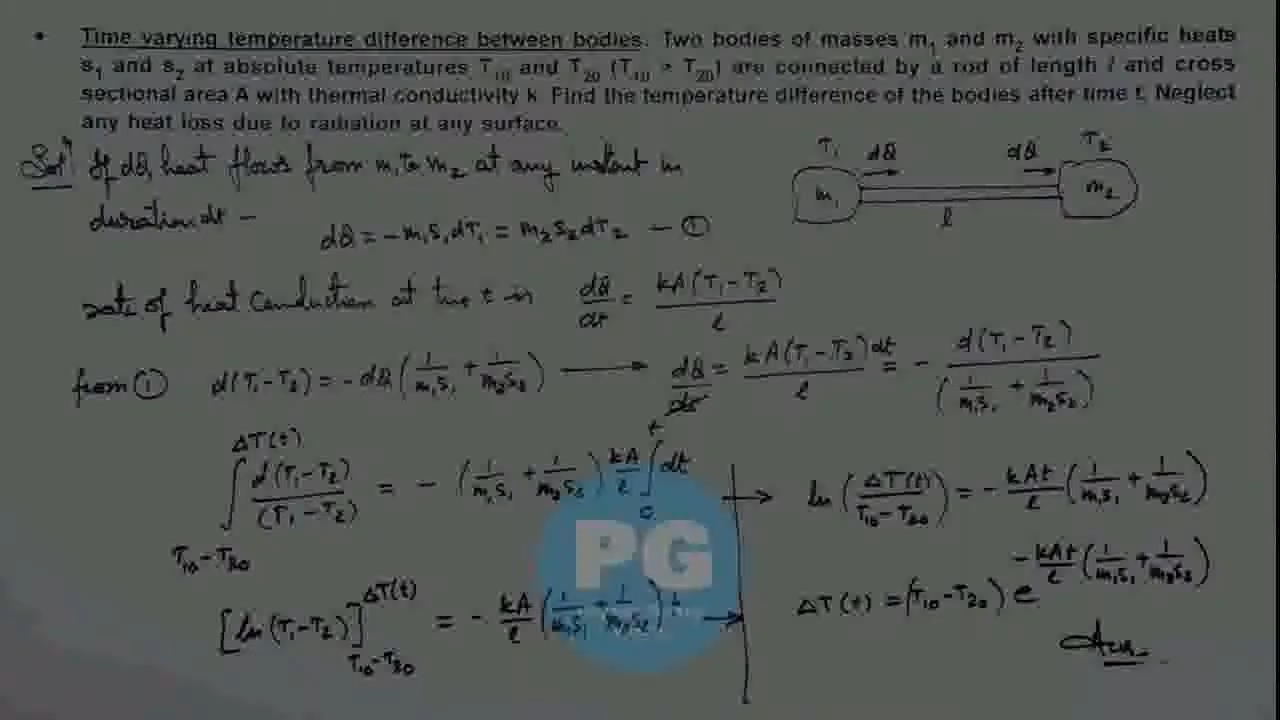 • Time varying temperature difference between bodies. Two bodies of masses m₁ and m₂ with specific heats
s₁ and s₂ at absolute temperatures T₁₀ and T₂₀ (T₁₀ > T₂₀) are connected by a rod of length l and cross
sectional area A with thermal conductivity k. Find the temperature difference of the bodies after time t. Neglect
any heat loss due to radiation at any surface.
Solⁿ If dQ heat flows from m₁ to m₂ at any instant in
duration dt –
T₁ dQ dQ T₂
m₁ l m₂
dQ = -m₁s₁dT₁ = m₂s₂dT₂ — ①
rate of heat conduction at time t is dQ/dt = kA(T₁-T₂)/l
from ① d(T₁-T₂) = -dQ(1/m₁s₁ + 1/m₂s₂) ⟶ dQ/dt = kA(T₁-T₂)dt/l = - d(T₁-T₂)/(1/m₁s₁ + 1/m₂s₂)
∫_{T₁₀-T₂₀}^{ΔT(t)} d(T₁-T₂)/(T₁-T₂) = - (1/m₁s₁ + 1/m₂s₂) kA/l ∫₀ᵗ dt
[ln(T₁-T₂)]_{T₁₀-T₂₀}^{ΔT(t)} = - kA/l (1/m₁s₁ + 1/m₂s₂) t →
→ ln(ΔT(t)/(T₁₀-T₂₀)) = - kAt/l (1/m₁s₁ + 1/m₂s₂)
ΔT(t) = (T₁₀-T₂₀) e^{-kAt/l (1/m₁s₁ + 1/m₂s₂)}
Ans.
PG